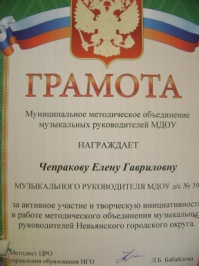 ГРАМОТА
Муниципальное методическое объединение
музыкальных руководителей МДОУ
НАГРАЖДАЕТ
Чепракову Елену Гавриловну
МУЗЫКАЛЬНОГО РУКОВОДИТЕЛЯ МДОУ д/с № 39
за активное участие и творческую инициативность
в работе методического объединения музыкальных
руководителей Невьянского городского округа.
Методист ЦРО
управления образования НГО Л.Б. Бабайлова